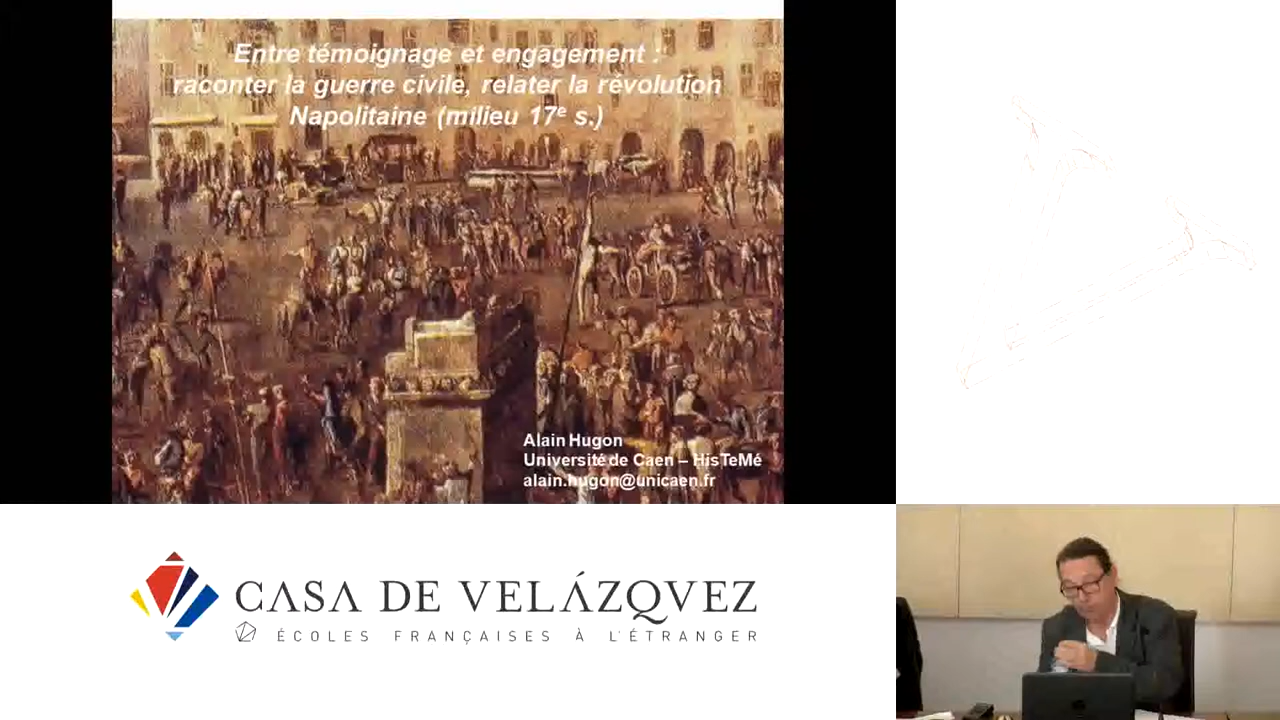 Entre témoignage et engagement :
raconter la guerre civile, relater la révolution
Napolitaine (milieu 17e s.)
Alain Hugon
Université de Caen – HisTeMé
alain.hugon@unicaen.fr
CASA DE VELÁZQVEZ
ÉCOLES FRANÇAISES À L'ÉTRANGER